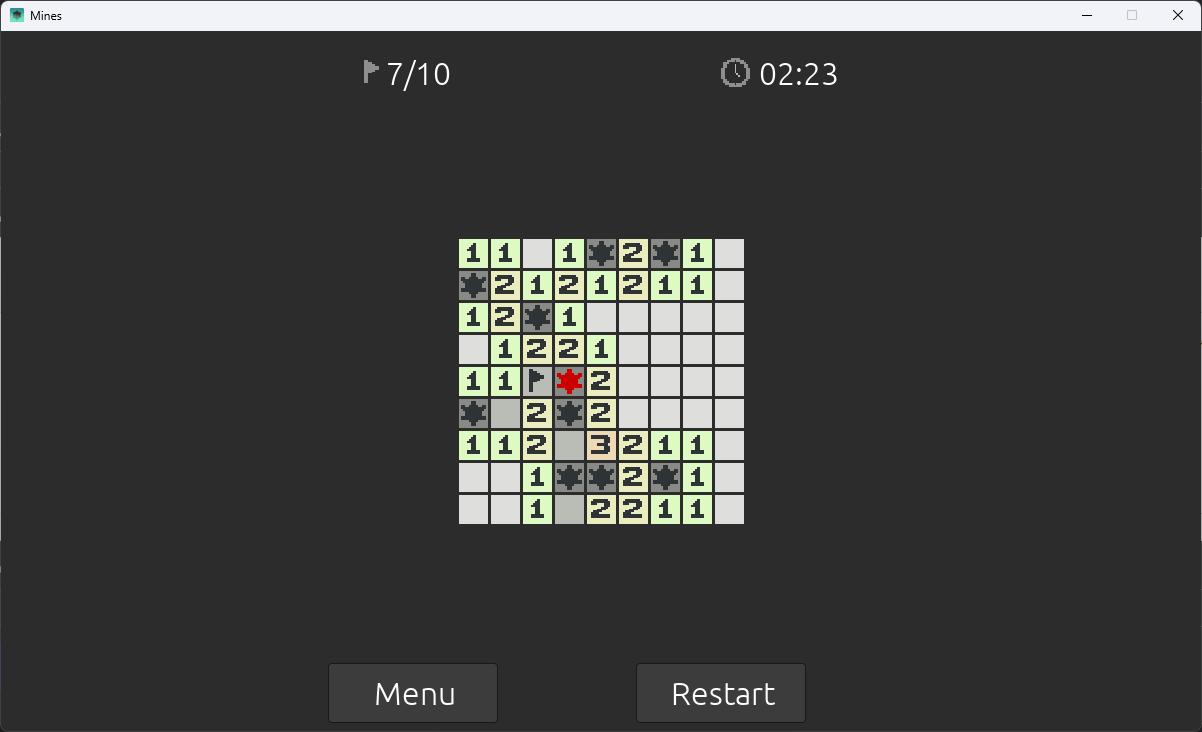 Mines
7/10 02:23
1 1 1 2 1
2 1 2 1 2 1 1
1 2 1
1 2 2 1
1 1 2
2 2
1 1 2 3 2 1 1
1 2 1
1 2 2 1 1
Menu Restart